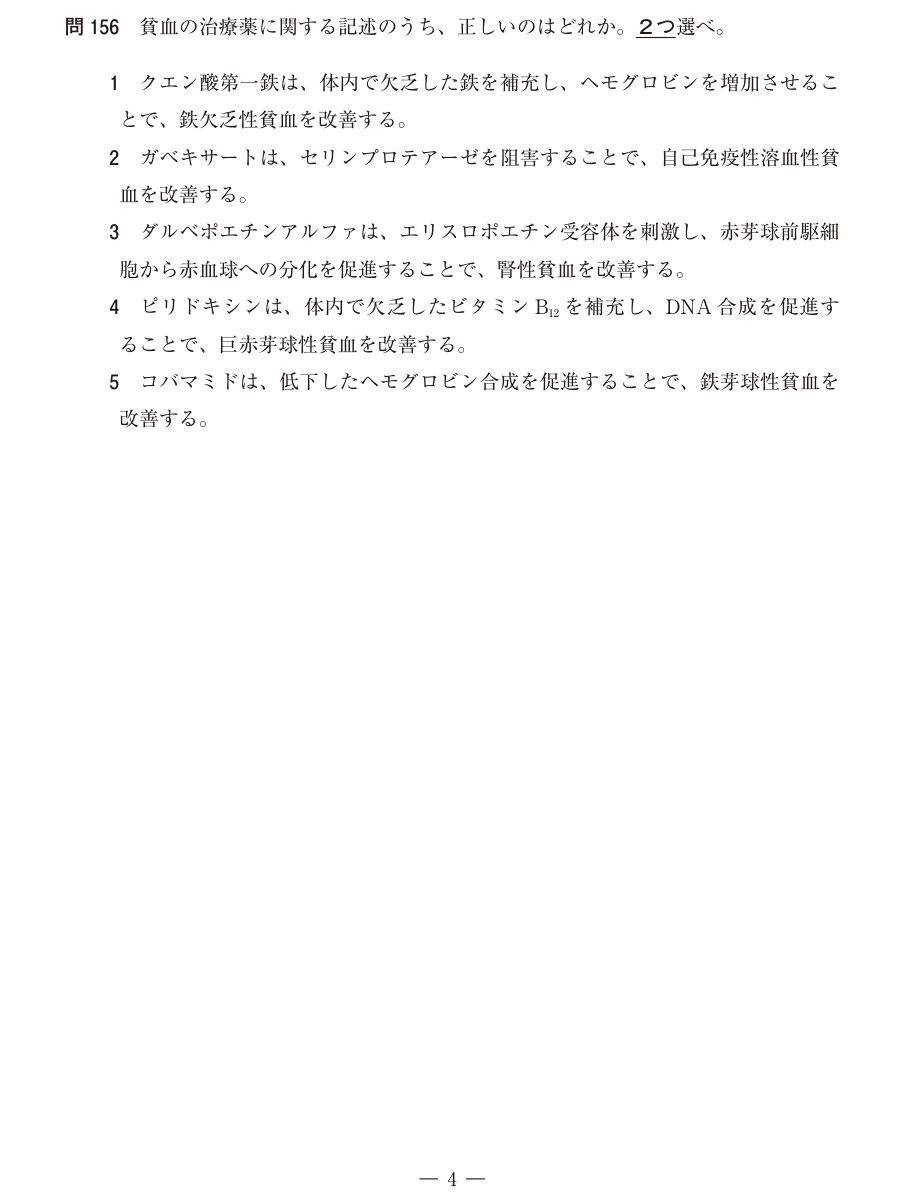 問 156 貧血の治療薬に関する記述のうち、正しいのはどれか。2つ選べ。
1 クエン酸第一鉄は、体内で欠乏した鉄を補充し、ヘモグロビンを増加させるこ
とで、鉄欠乏性貧血を改善する。
2 ガベキサートは、セリンプロテアーゼを阻害することで、自己免疫性溶血性貧
血を改善する。
3 ダルベポエチンアルファは、エリスロポエチン受容体を刺激し、赤芽球前駆細
胞から赤血球への分化を促進することで、腎性貧血を改善する。
4 ピリドキシンは、体内で欠乏したビタミン B₁₂ を補充し、DNA 合成を促進す
ることで、巨赤芽球性貧血を改善する。
5 コバマミドは、低下したヘモグロビン合成を促進することで、鉄芽球性貧血を
改善する。
— 4 —